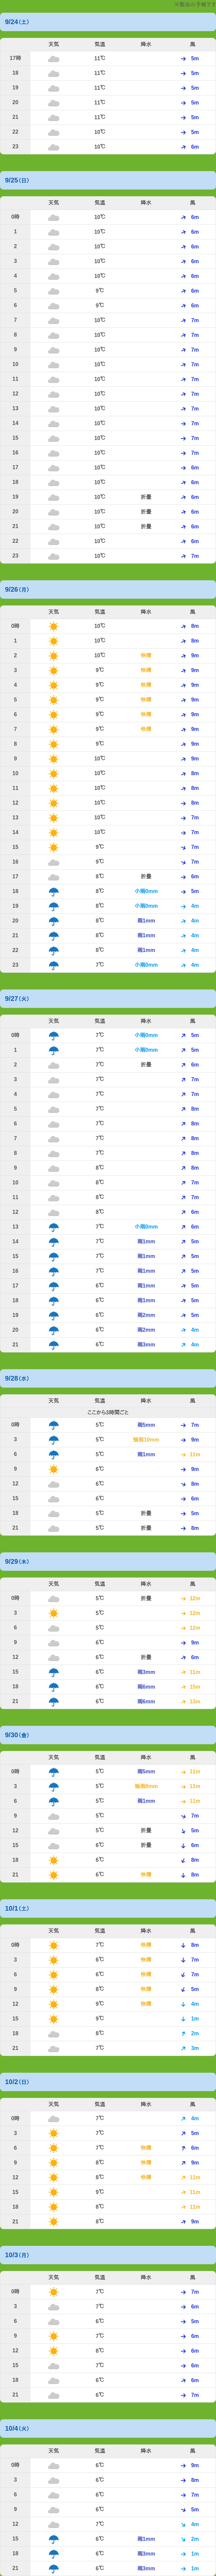 ※電池の予報です
9/24(土)
天気 気温 降水 風
17時 11℃ 5m
18 11℃ 5m
19 11℃ 5m
20 11℃ 5m
21 11℃ 5m
22 10℃ 5m
23 10℃ 6m
9/25(日)
天気 気温 降水 風
0時 10℃ 6m
1 10℃ 6m
2 10℃ 6m
3 10℃ 6m
4 10℃ 6m
5 9℃ 6m
6 9℃ 6m
7 10℃ 7m
8 10℃ 7m
9 10℃ 7m
10 10℃ 7m
11 10℃ 7m
12 10℃ 7m
13 10℃ 7m
14 10℃ 7m
15 10℃ 7m
16 10℃ 7m
17 10℃ 6m
18 10℃ 6m
19 10℃ 折畳 6m
20 10℃ 折畳 6m
21 10℃ 折畳 6m
22 10℃ 6m
23 10℃ 7m
9/26(月)
天気 気温 降水 風
0時 10℃ 8m
1 10℃ 8m
2 10℃ 快晴 9m
3 9℃ 快晴 9m
4 9℃ 快晴 9m
5 9℃ 快晴 9m
6 9℃ 快晴 9m
7 9℃ 快晴 9m
8 9℃ 9m
9 10℃ 9m
10 10℃ 8m
11 10℃ 8m
12 10℃ 8m
13 10℃ 7m
14 10℃ 7m
15 9℃ 7m
16 9℃ 7m
17 8℃ 折畳 6m
18 8℃ 小雨0mm 5m
19 8℃ 小雨0mm 4m
20 8℃ 雨1mm 4m
21 8℃ 雨1mm 4m
22 8℃ 雨1mm 4m
23 7℃ 小雨0mm 4m
9/27(火)
天気 気温 降水 風
0時 7℃ 小雨0mm 5m
1 7℃ 小雨0mm 5m
2 7℃ 折畳 6m
3 7℃ 7m
4 7℃ 7m
5 7℃ 8m
6 7℃ 8m
7 7℃ 8m
8 7℃ 8m
9 8℃ 8m
10 8℃ 7m
11 8℃ 7m
12 8℃ 6m
13 7℃ 小雨0mm 6m
14 7℃ 雨1mm 5m
15 7℃ 雨1mm 5m
16 7℃ 雨1mm 5m
17 6℃ 雨1mm 5m
18 6℃ 雨1mm 5m
19 6℃ 雨2mm 5m
20 6℃ 雨2mm 4m
21 6℃ 雨3mm 4m
9/28(水)
天気 気温 降水 風
ここから3時間ごと
0時 5℃ 雨5mm 7m
3 5℃ 強雨10mm 9m
6 5℃ 雨1mm 11m
9 6℃ 9m
12 6℃ 8m
15 6℃ 6m
18 5℃ 折畳 5m
21 5℃ 折畳 8m
9/29(木)
天気 気温 降水 風
0時 5℃ 折畳 12m
3 5℃ 12m
6 5℃ 12m
9 6℃ 9m
12 6℃ 折畳 6m
15 6℃ 雨3mm 11m
18 6℃ 雨6mm 15m
21 6℃ 雨6mm 13m
9/30(金)
天気 気温 降水 風
0時 5℃ 雨5mm 11m
3 5℃ 強雨8mm 11m
6 5℃ 雨1mm 11m
9 5℃ 7m
12 5℃ 折畳 5m
15 6℃ 折畳 6m
18 6℃ 8m
21 6℃ 快晴 8m
10/1(土)
天気 気温 降水 風
0時 7℃ 快晴 8m
3 6℃ 快晴 7m
6 6℃ 快晴 7m
9 8℃ 快晴 5m
12 9℃ 快晴 4m
15 9℃ 1m
18 8℃ 2m
21 7℃ 3m
10/2(日)
天気 気温 降水 風
0時 7℃ 4m
3 7℃ 5m
6 7℃ 快晴 6m
9 8℃ 快晴 9m
12 8℃ 快晴 11m
15 9℃ 11m
18 8℃ 11m
21 8℃ 9m
10/3(月)
天気 気温 降水 風
0時 7℃ 7m
3 7℃ 6m
6 6℃ 5m
9 7℃ 6m
12 8℃ 6m
15 7℃ 6m
18 6℃ 6m
21 6℃ 7m
10/4(火)
天気 気温 降水 風
0時 6℃ 9m
3 6℃ 8m
6 6℃ 7m
9 6℃ 5m
12 7℃ 4m
15 6℃ 雨1mm 2m
18 6℃ 雨3mm 1m
21 6℃ 雨3mm 1m